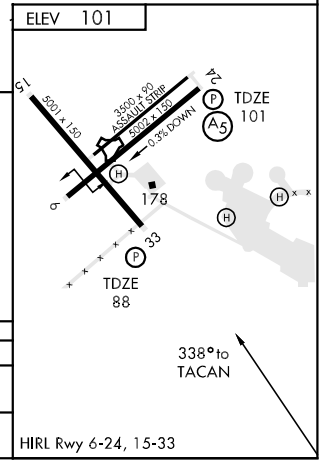 ELEV 101
15
3500 x 90
ASSAULT STRIP
5001 x 150
5002 x 150
0.3% DOWN
24
P
TDZE
101
A5
H
178
6
33
H
H
x x
P
TDZE
88
338° to
TACAN
HIRL Rwy 6-24, 15-33